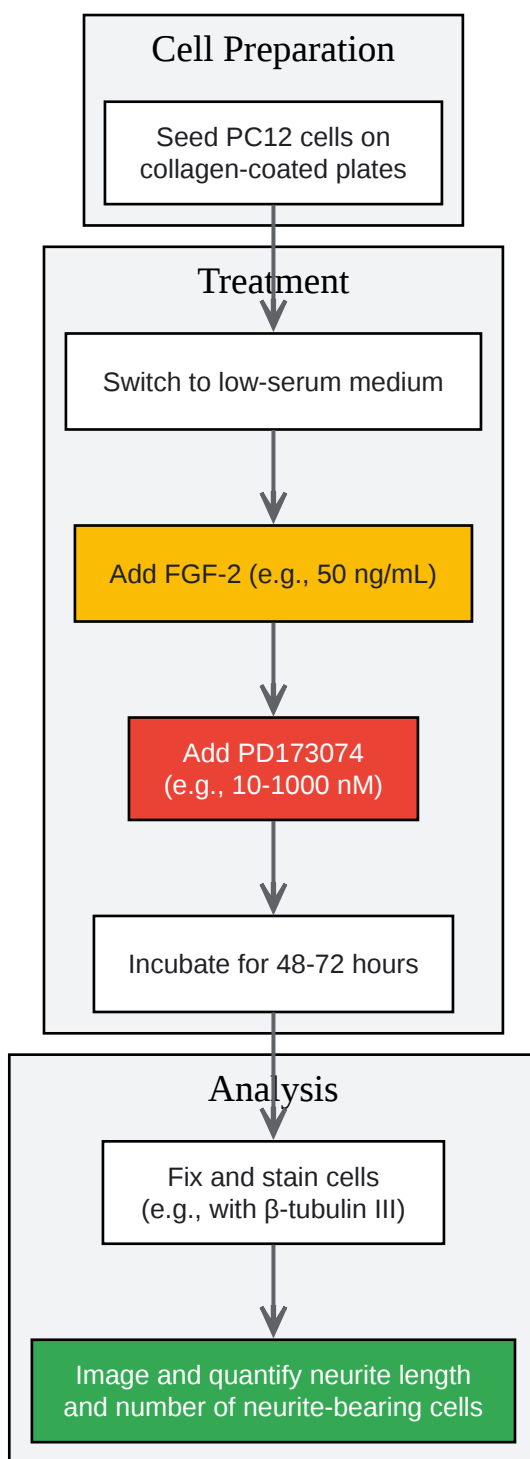 Cell Preparation
Seed PC12 cells on
collagen-coated plates
Treatment
Switch to low-serum medium
Add FGF-2 (e.g., 50 ng/mL)
Add PD173074
(e.g., 10-1000 nM)
Incubate for 48-72 hours
Analysis
Fix and stain cells
(e.g., with β-tubulin III)
Image and quantify neurite length
and number of neurite-bearing cells